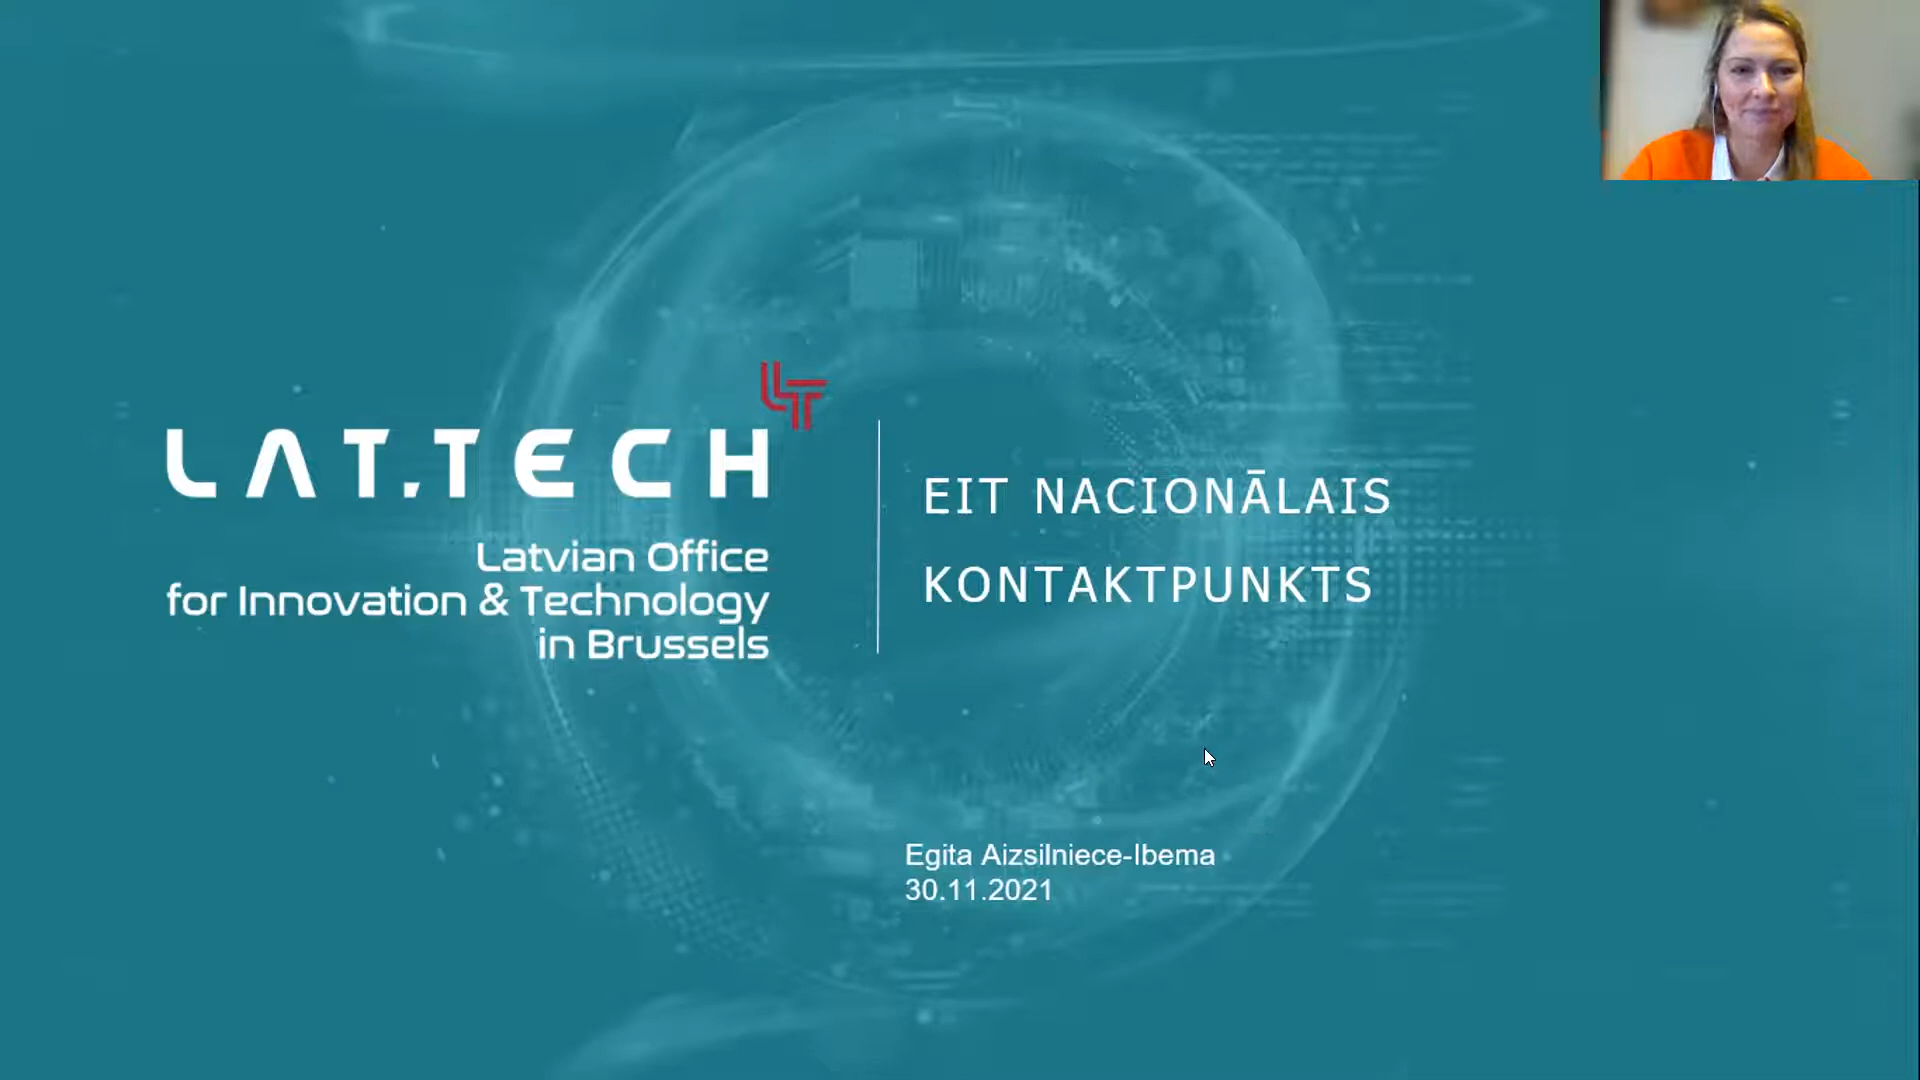 LAT.TECH
Latvian Office
for Innovation & Technology
in Brussels
EIT NACIONĀLAIS
KONTAKTPUNKTS
Egita Aizsilniece-Ibema
30.11.2021